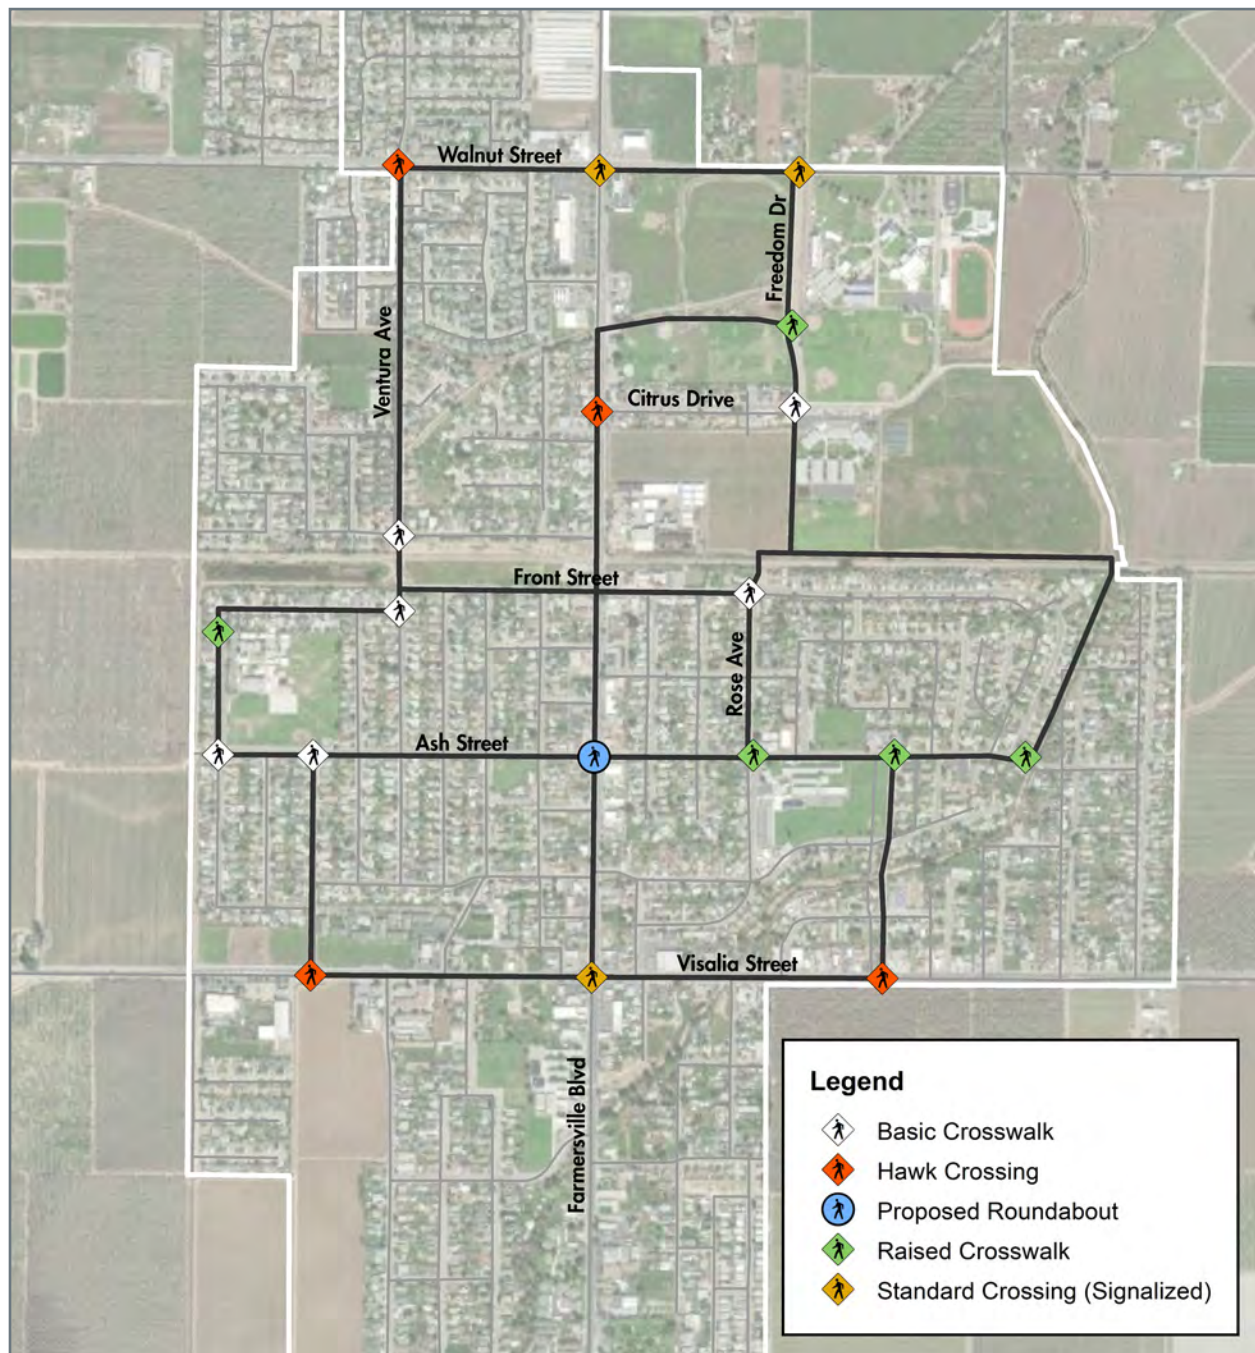 Walnut Street
Freedom Dr
Ventura Ave
Citrus Drive
Front Street
Rose Ave
Ash Street
Visalia Street
Farmersville Blvd
Legend
Basic Crosswalk
Hawk Crossing
Proposed Roundabout
Raised Crosswalk
Standard Crossing (Signalized)